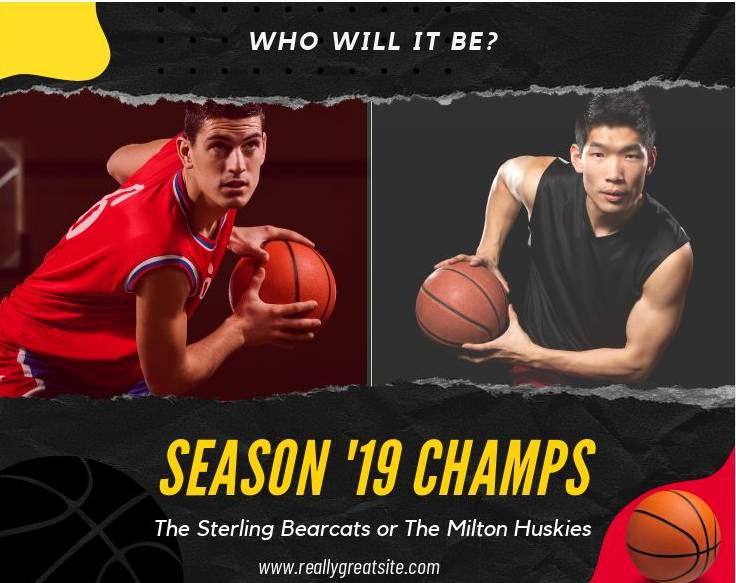 WHO WILL IT BE?
SEASON '19 CHAMPS
The Sterling Bearcats or The Milton Huskies
www.reallygreatsite.com